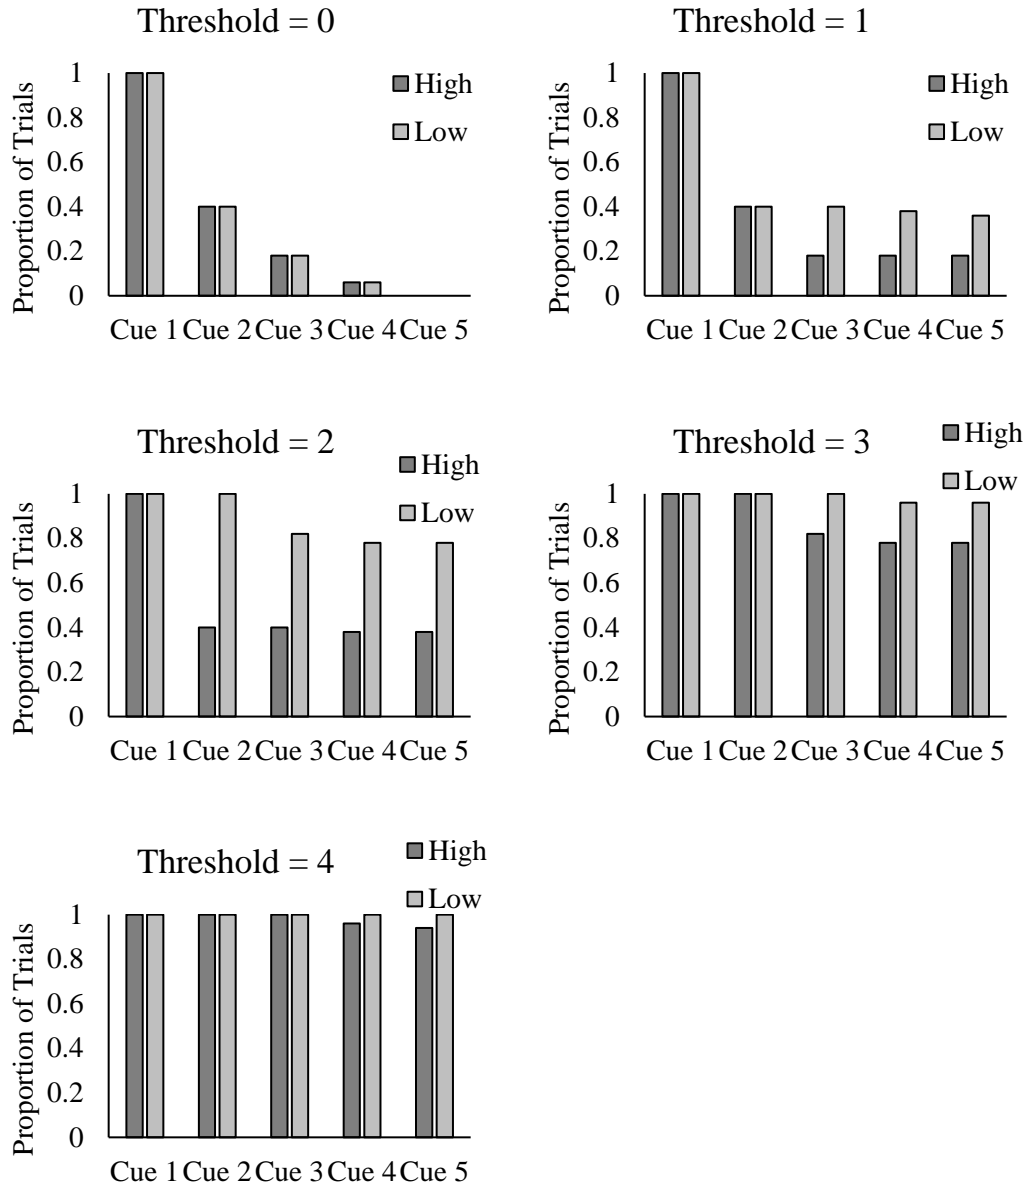 Threshold = 0
High
Low
Proportion of Trials
1
0.8
0.6
0.4
0.2
0
Cue 1 Cue 2 Cue 3 Cue 4 Cue 5
Threshold = 1
High
Low
Proportion of Trials
1
0.8
0.6
0.4
0.2
0
Cue 1 Cue 2 Cue 3 Cue 4 Cue 5
Threshold = 2
High
Low
Proportion of Trials
1
0.8
0.6
0.4
0.2
0
Cue 1 Cue 2 Cue 3 Cue 4 Cue 5
Threshold = 3
High
Low
Proportion of Trials
1
0.8
0.6
0.4
0.2
0
Cue 1 Cue 2 Cue 3 Cue 4 Cue 5
Threshold = 4
High
Low
Proportion of Trials
1
0.8
0.6
0.4
0.2
0
Cue 1 Cue 2 Cue 3 Cue 4 Cue 5